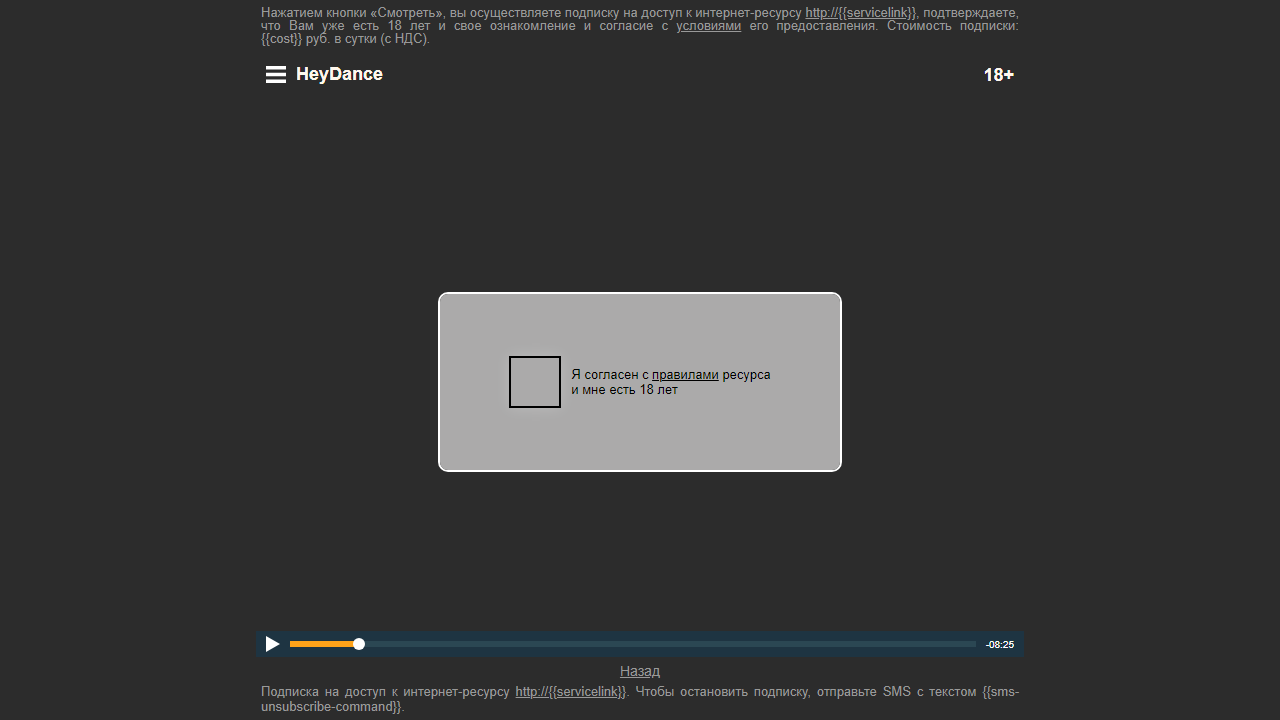 Нажатием кнопки «Смотреть», вы осуществляете подписку на доступ к интернет-ресурсу http://{{servicelink}}, подтверждаете,
что Вам уже есть 18 лет и свое ознакомление и согласие с условиями его предоставления. Стоимость подписки:
{{cost}} руб. в сутки (с НДС).
HeyDance
18+
Я согласен с правилами ресурса
и мне есть 18 лет
-08:25
Назад
Подписка на доступ к интернет-ресурсу http://{{servicelink}}. Чтобы остановить подписку, отправьте SMS с текстом {{sms-
unsubscribe-command}}.